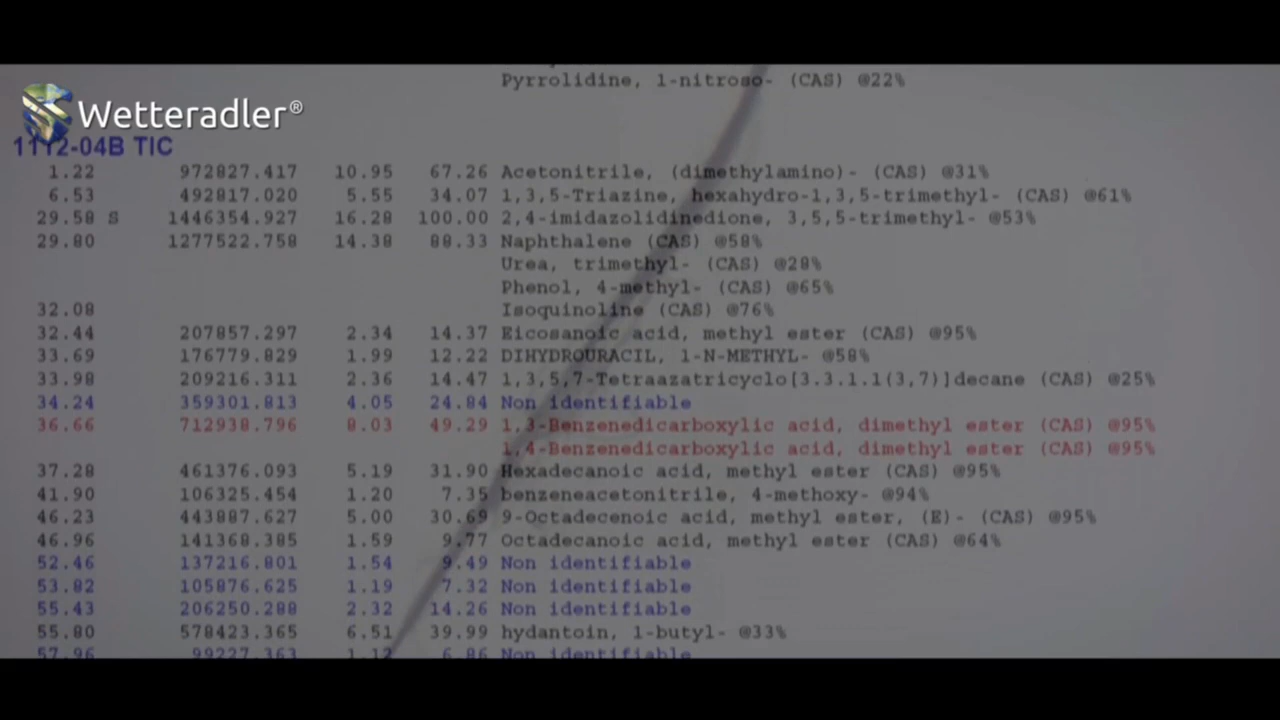 Pyrrolidine, 1-nitroso- (CAS) @22%
Wetteradler®
1112-04B TIC
1.22 972827.417 10.95 67.26 Acetonitrile, (dimethylamino)- (CAS) @31%
6.53 492817.020 5.55 34.07 1,3,5-Triazine, hexahydro-1,3,5-trimethyl- (CAS) @61%
29.58 S 1446354.927 16.28 100.00 2,4-imidazolidinedione, 3,5,5-trimethyl- @53%
29.80 1277522.758 14.38 88.33 Naphthalene (CAS) @58%
Urea, trimethyl- (CAS) @28%
Phenol, 4-methyl- (CAS) @65%
32.08 Isoquinoline (CAS) @76%
32.44 207857.297 2.34 14.37 Eicosanoic acid, methyl ester (CAS) @95%
33.69 176779.829 1.99 12.22 DIHYDROURACIL, 1-N-METHYL- @58%
33.98 209216.311 2.36 14.47 1,3,5,7-Tetraazatricyclo[3.3.1.1(3,7)]decane (CAS) @25%
34.24 359301.813 4.05 24.84 Non identifiable
36.66 712938.796 8.03 49.29 1,3-Benzenedicarboxylic acid, dimethyl ester (CAS) @95%
1,4-Benzenedicarboxylic acid, dimethyl ester (CAS) @95%
37.28 461376.093 5.19 31.90 Hexadecanoic acid, methyl ester (CAS) @95%
41.90 106325.454 1.20 7.35 benzeneacetonitrile, 4-methoxy- @94%
46.23 443887.627 5.00 30.69 9-Octadecenoic acid, methyl ester, (E)- (CAS) @95%
46.96 141368.385 1.59 9.77 Octadecanoic acid, methyl ester (CAS) @64%
52.46 137216.801 1.54 9.49 Non identifiable
53.82 105876.625 1.19 7.32 Non identifiable
55.43 206250.288 2.32 14.26 Non identifiable
55.80 578423.365 6.51 39.99 hydantoin, 1-butyl- @33%
57.96 99227.363 1.12 6.86 Non identifiable